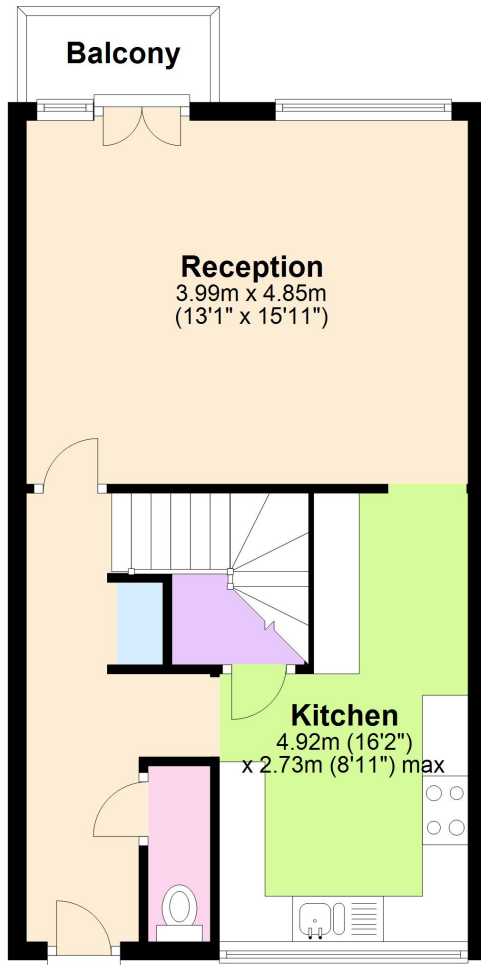 Balcony
Reception
3.99m x 4.85m
(13'1" x 15'11")
Kitchen
4.92m (16'2")
x 2.73m (8'11") max